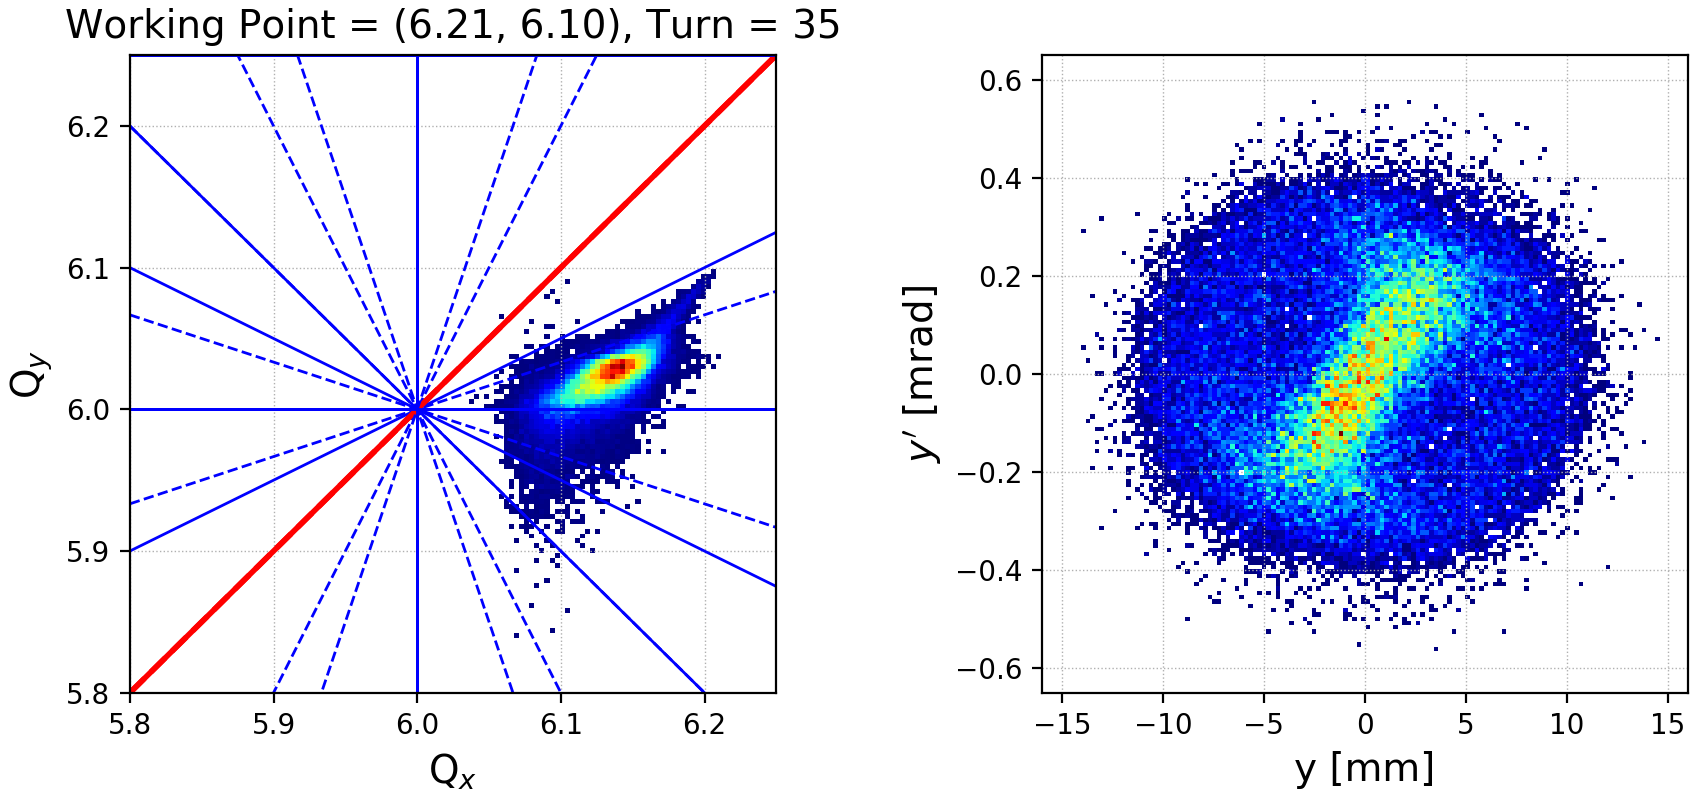 Working Point = (6.21, 6.10), Turn = 35
Q_y
6.2
6.1
6.0
5.9
5.8
5.8 5.9 6.0 6.1 6.2
Q_x
y′ [mrad]
0.6
0.4
0.2
0.0
−0.2
−0.4
−0.6
−15 −10 −5 0 5 10 15
y [mm]